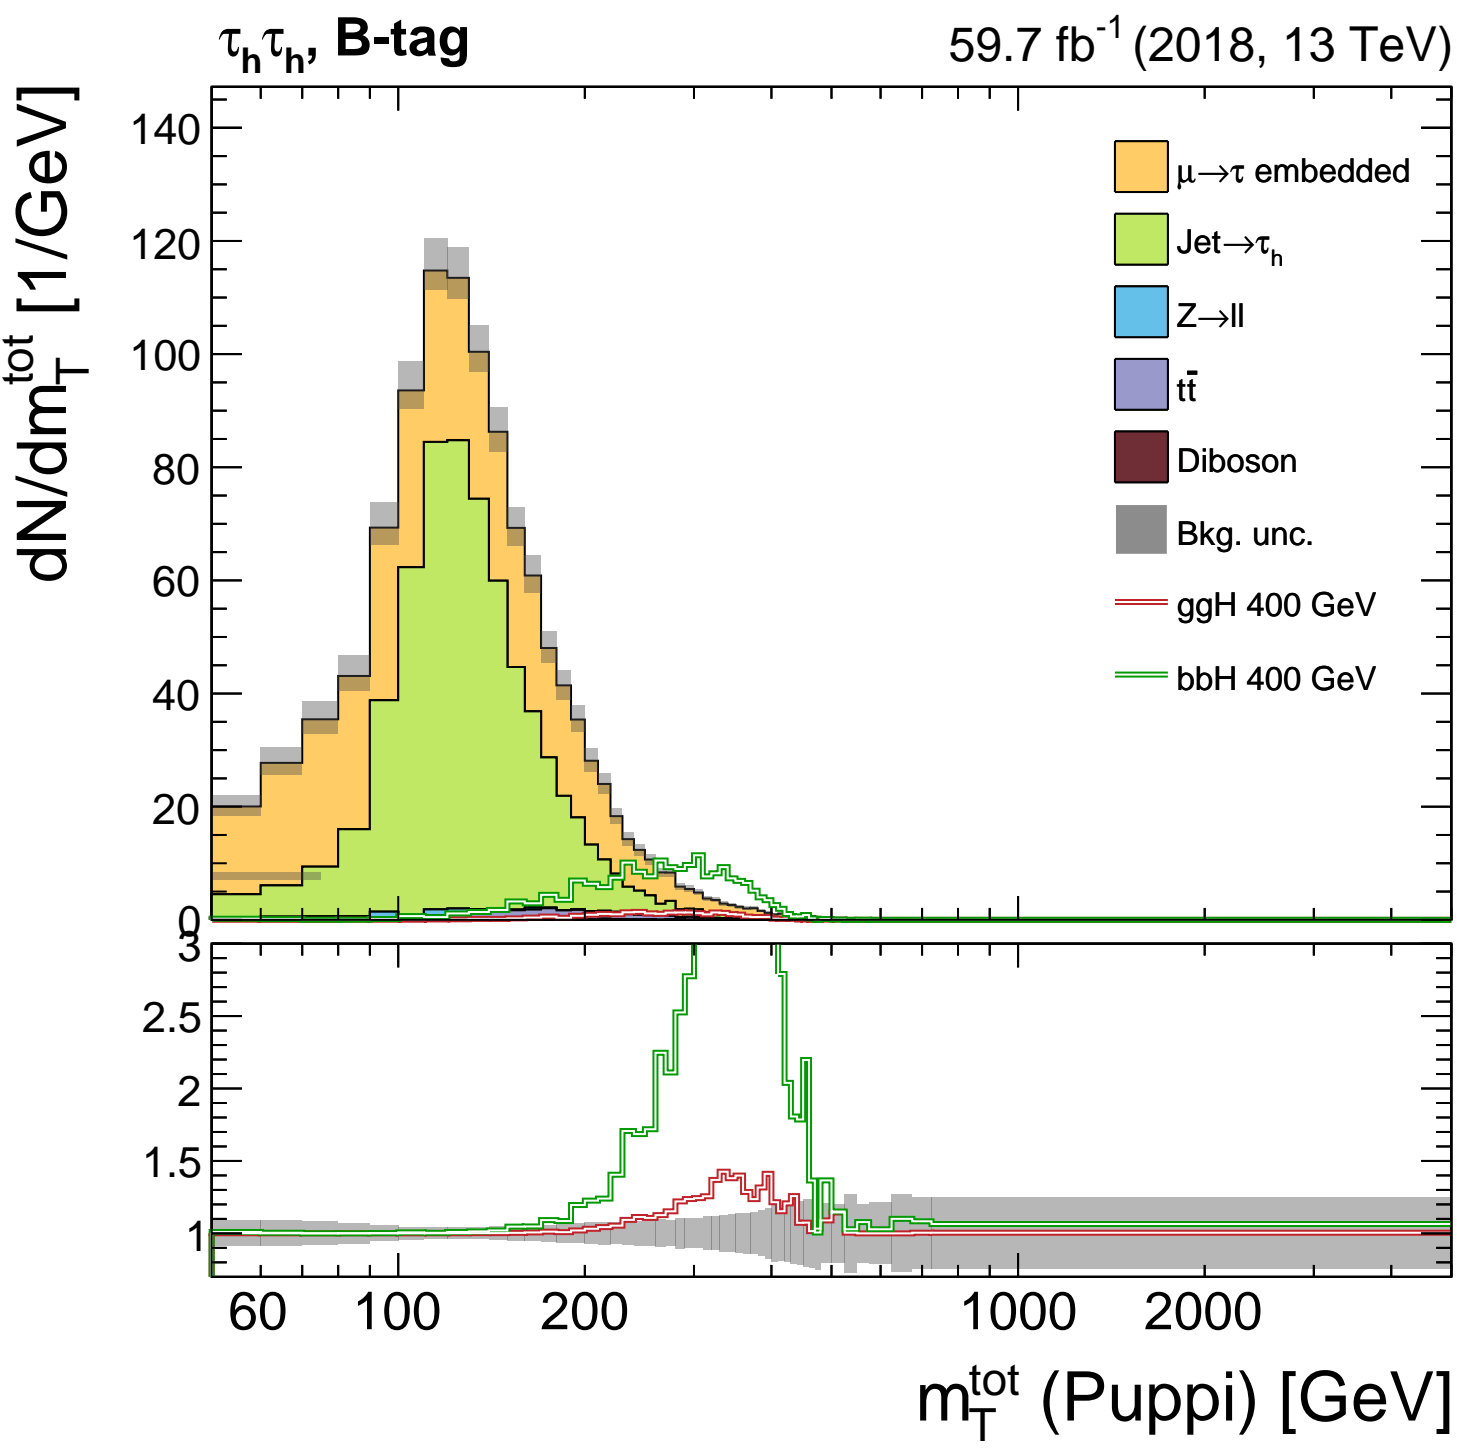 τhτh, B-tag
59.7 fb-1 (2018, 13 TeV)
dN/dmTtot [1/GeV]
140
120
100
80
60
40
20
0
μ→τ embedded
Jet→τh
Z→ll
tt̄
Diboson
Bkg. unc.
ggH 400 GeV
bbH 400 GeV
3
2.5
2
1.5
1
60 100 200 1000 2000
mTtot (Puppi) [GeV]